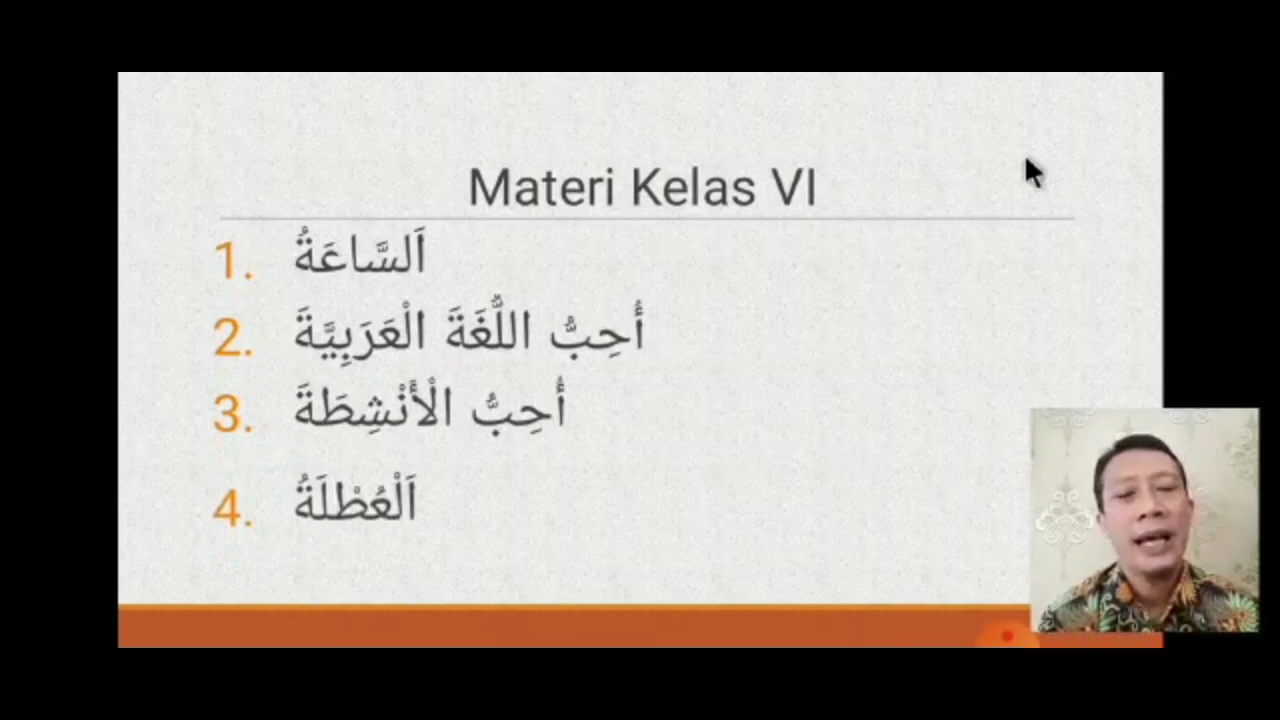 Materi Kelas VI
1. اَلسَّاعَةُ
2. أُحِبُّ اللُّغَةَ الْعَرَبِيَّةَ
3. أُحِبُّ الْأَنْشِطَةَ
4. اَلْعُطْلَةُ